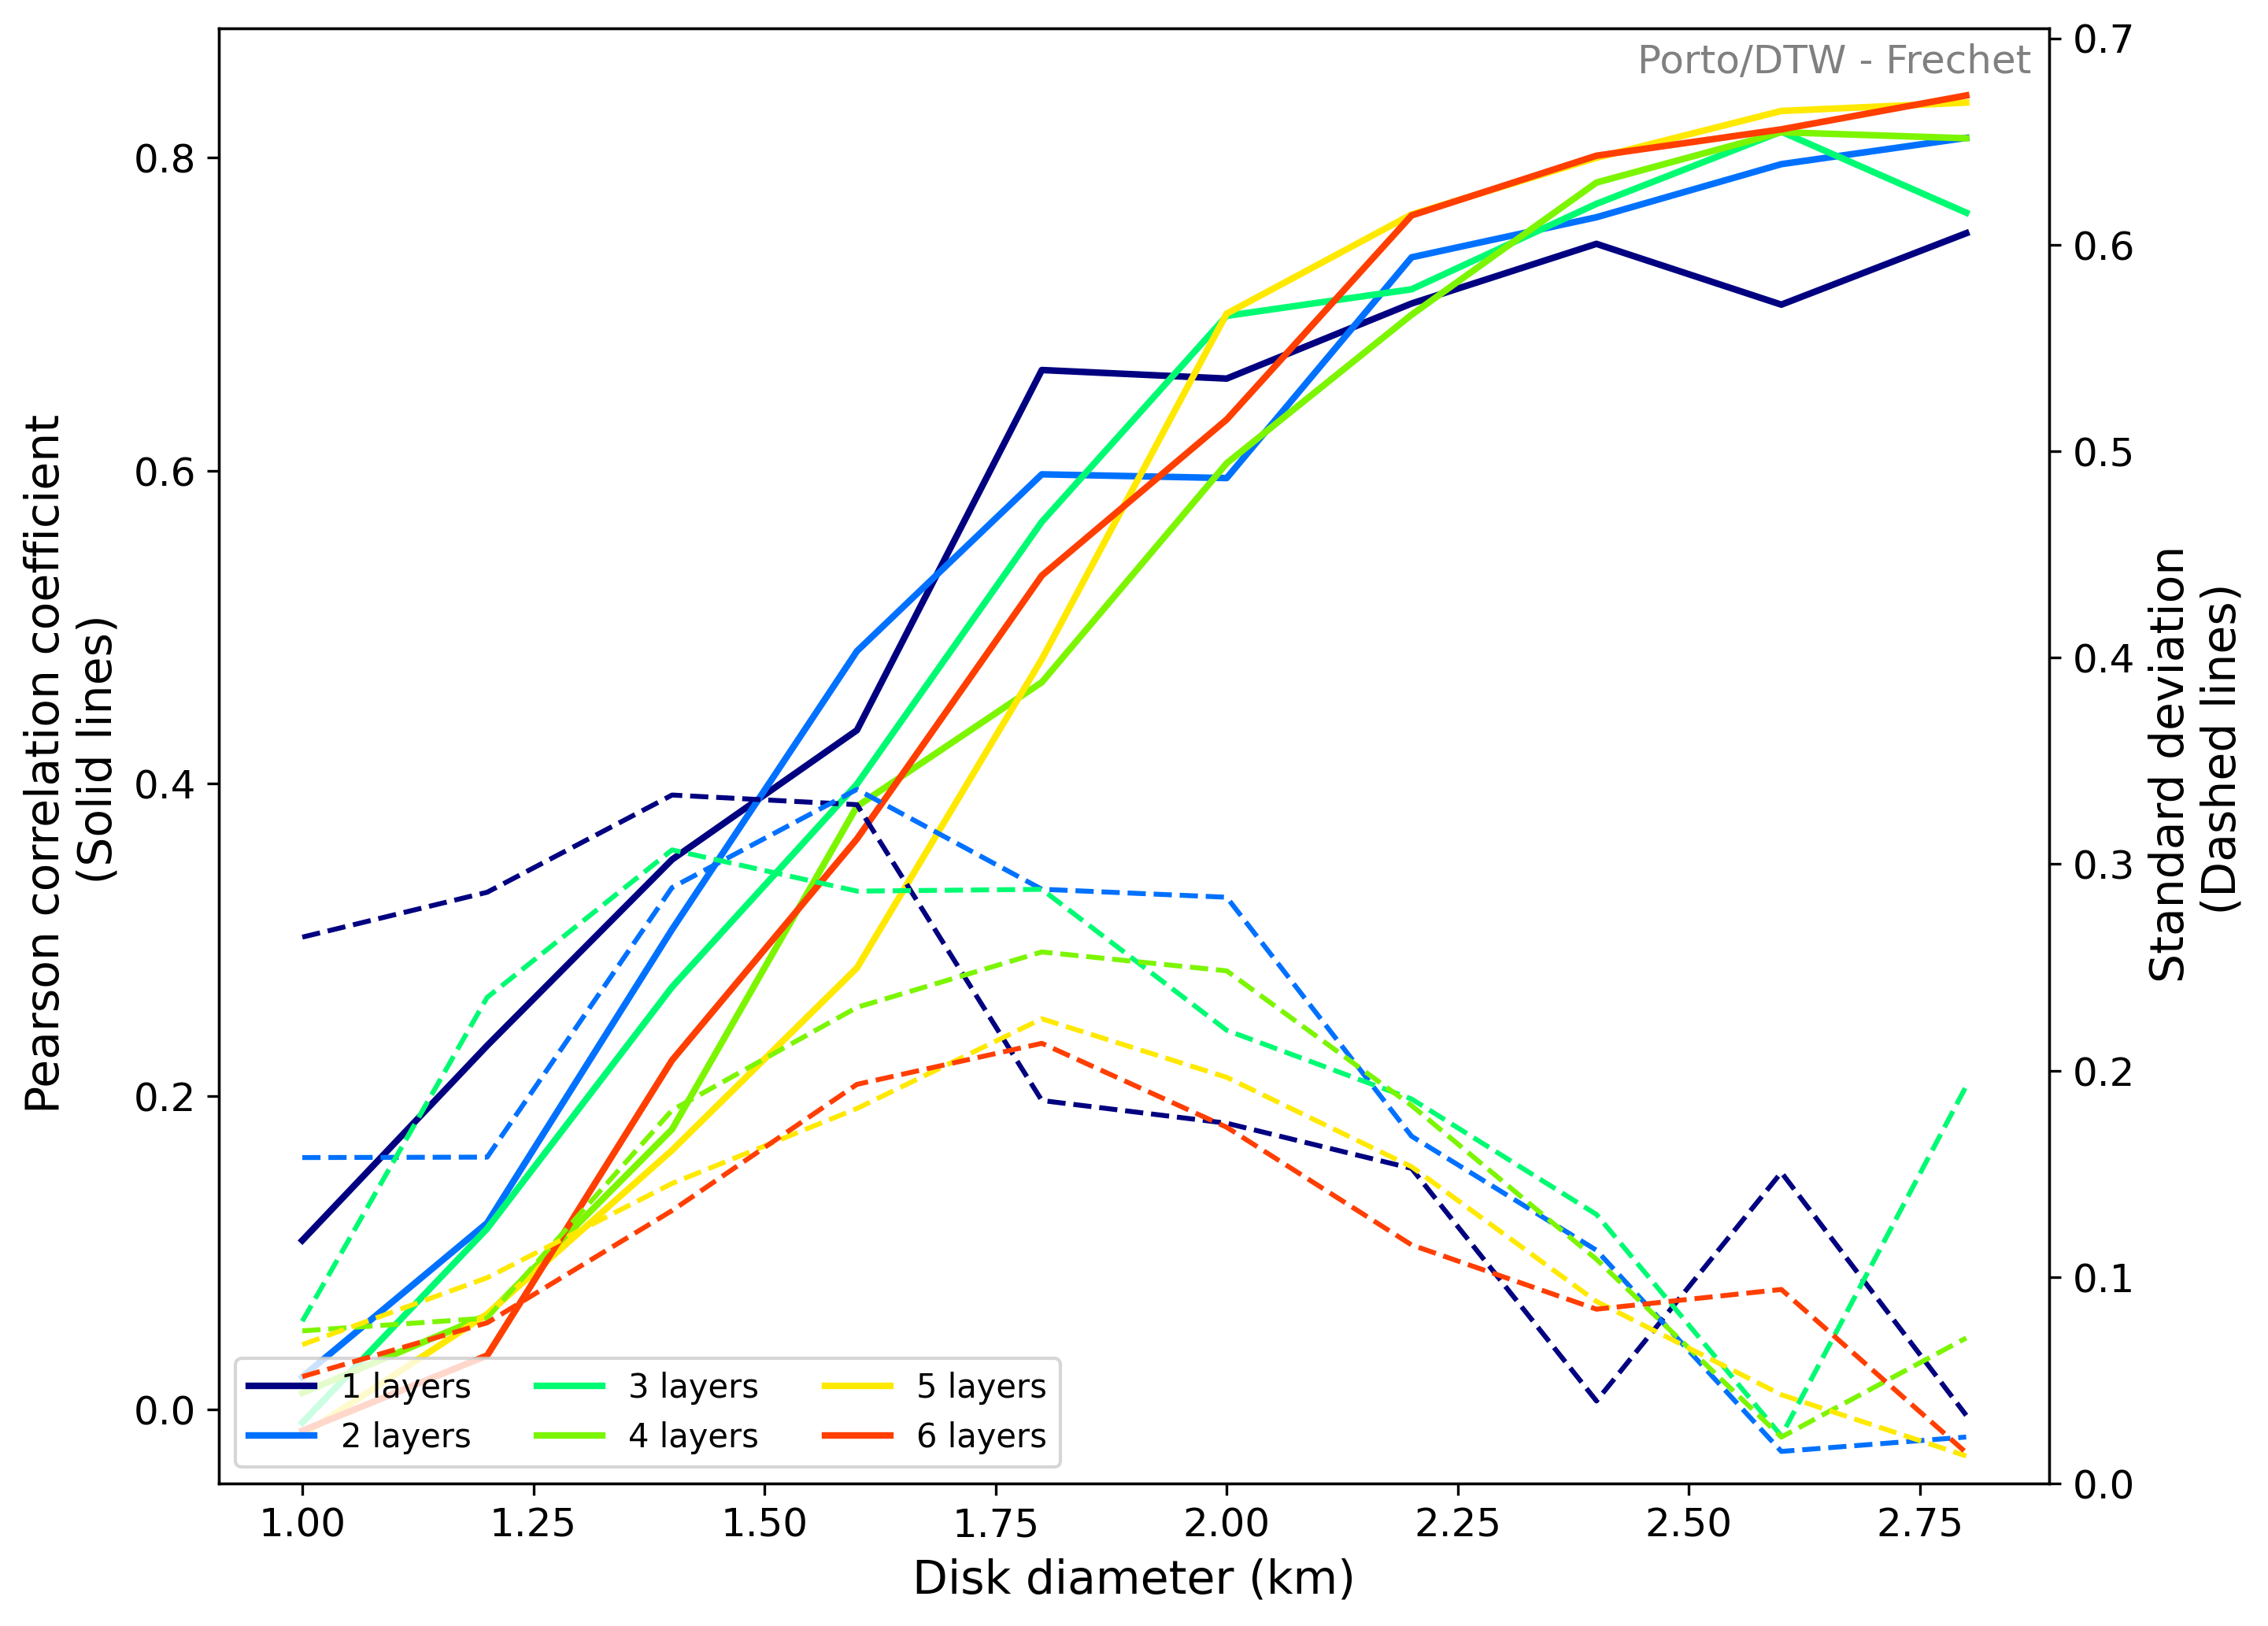 Porto/DTW - Frechet
Pearson correlation coefficient
(Solid lines)
0.8
0.6
0.4
0.2
0.0
0.7
0.6
0.5
0.4
0.3
0.2
0.1
0.0
Standard deviation
(Dashed lines)
1 layers
3 layers
5 layers
2 layers
4 layers
6 layers
1.00
1.25
1.50
1.75
2.00
2.25
2.50
2.75
Disk diameter (km)